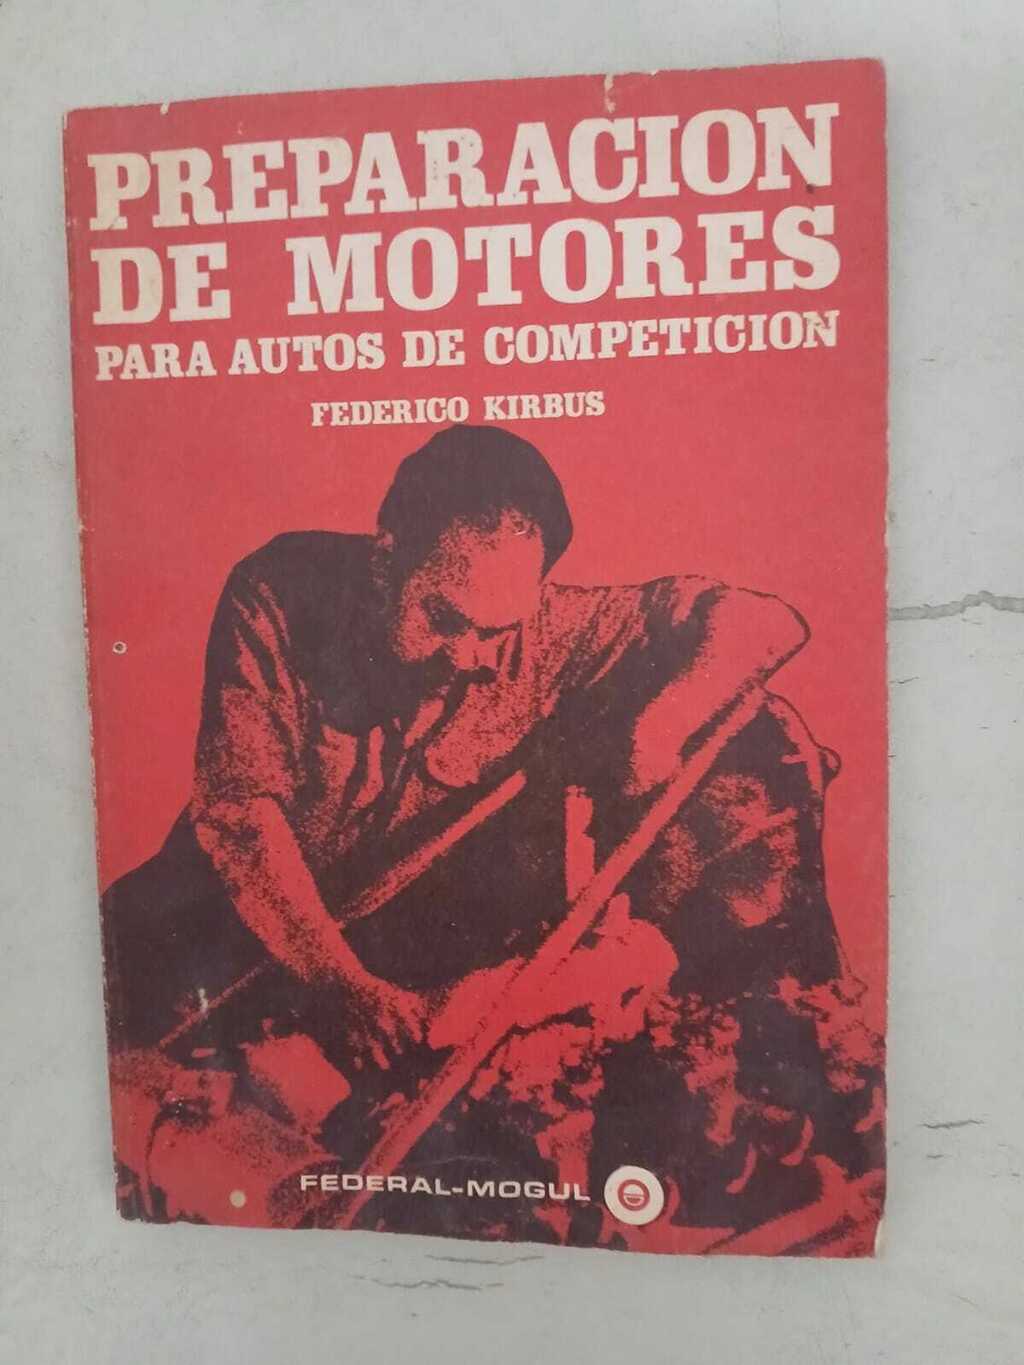 PREPARACION
DE MOTORES
PARA AUTOS DE COMPETICION
FEDERICO KIRBUS
FEDERAL-MOGUL